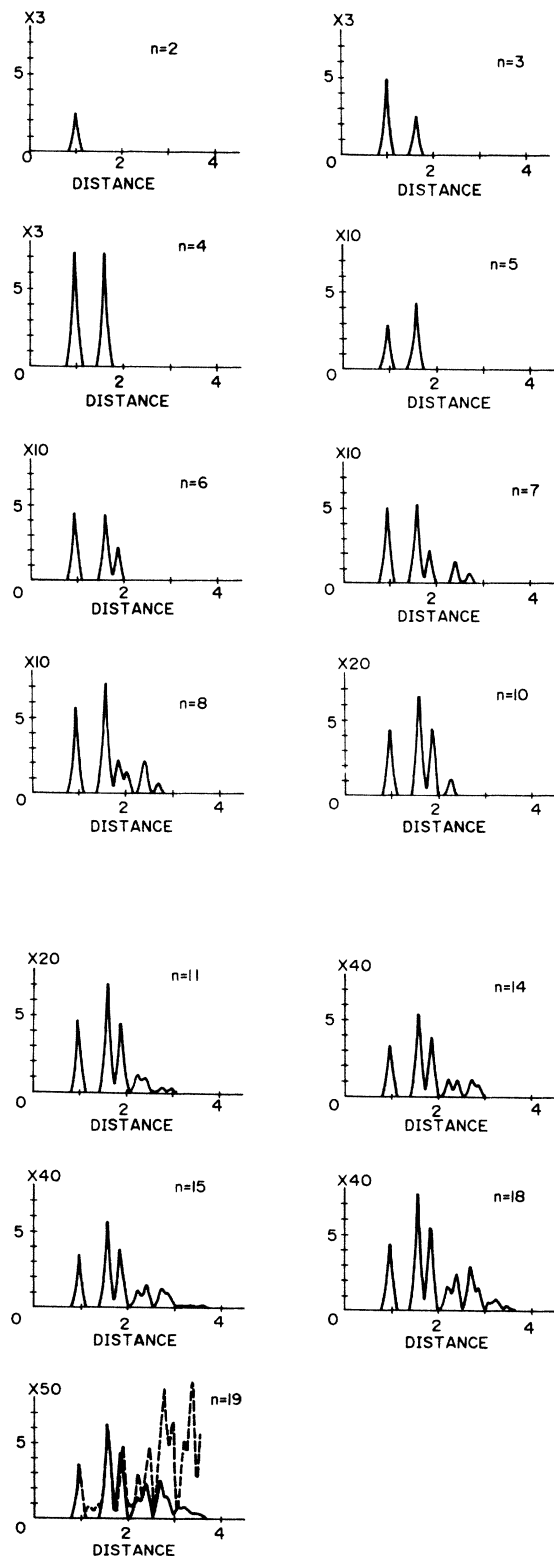 X3
n=2
5
0
2
4
DISTANCE
X3
n=3
5
0
2
4
DISTANCE
X3
n=4
5
0
2
4
DISTANCE
X10
n=5
5
0
2
4
DISTANCE
X10
n=6
5
0
2
4
DISTANCE
X10
n=7
5
0
2
4
DISTANCE
X10
n=8
5
0
2
4
DISTANCE
X20
n=10
5
0
2
4
DISTANCE
X20
n=11
5
0
2
4
DISTANCE
X40
n=14
5
0
2
4
DISTANCE
X40
n=15
5
0
2
4
DISTANCE
X40
n=18
5
0
2
4
DISTANCE
X50
n=19
5
0
2
4
DISTANCE